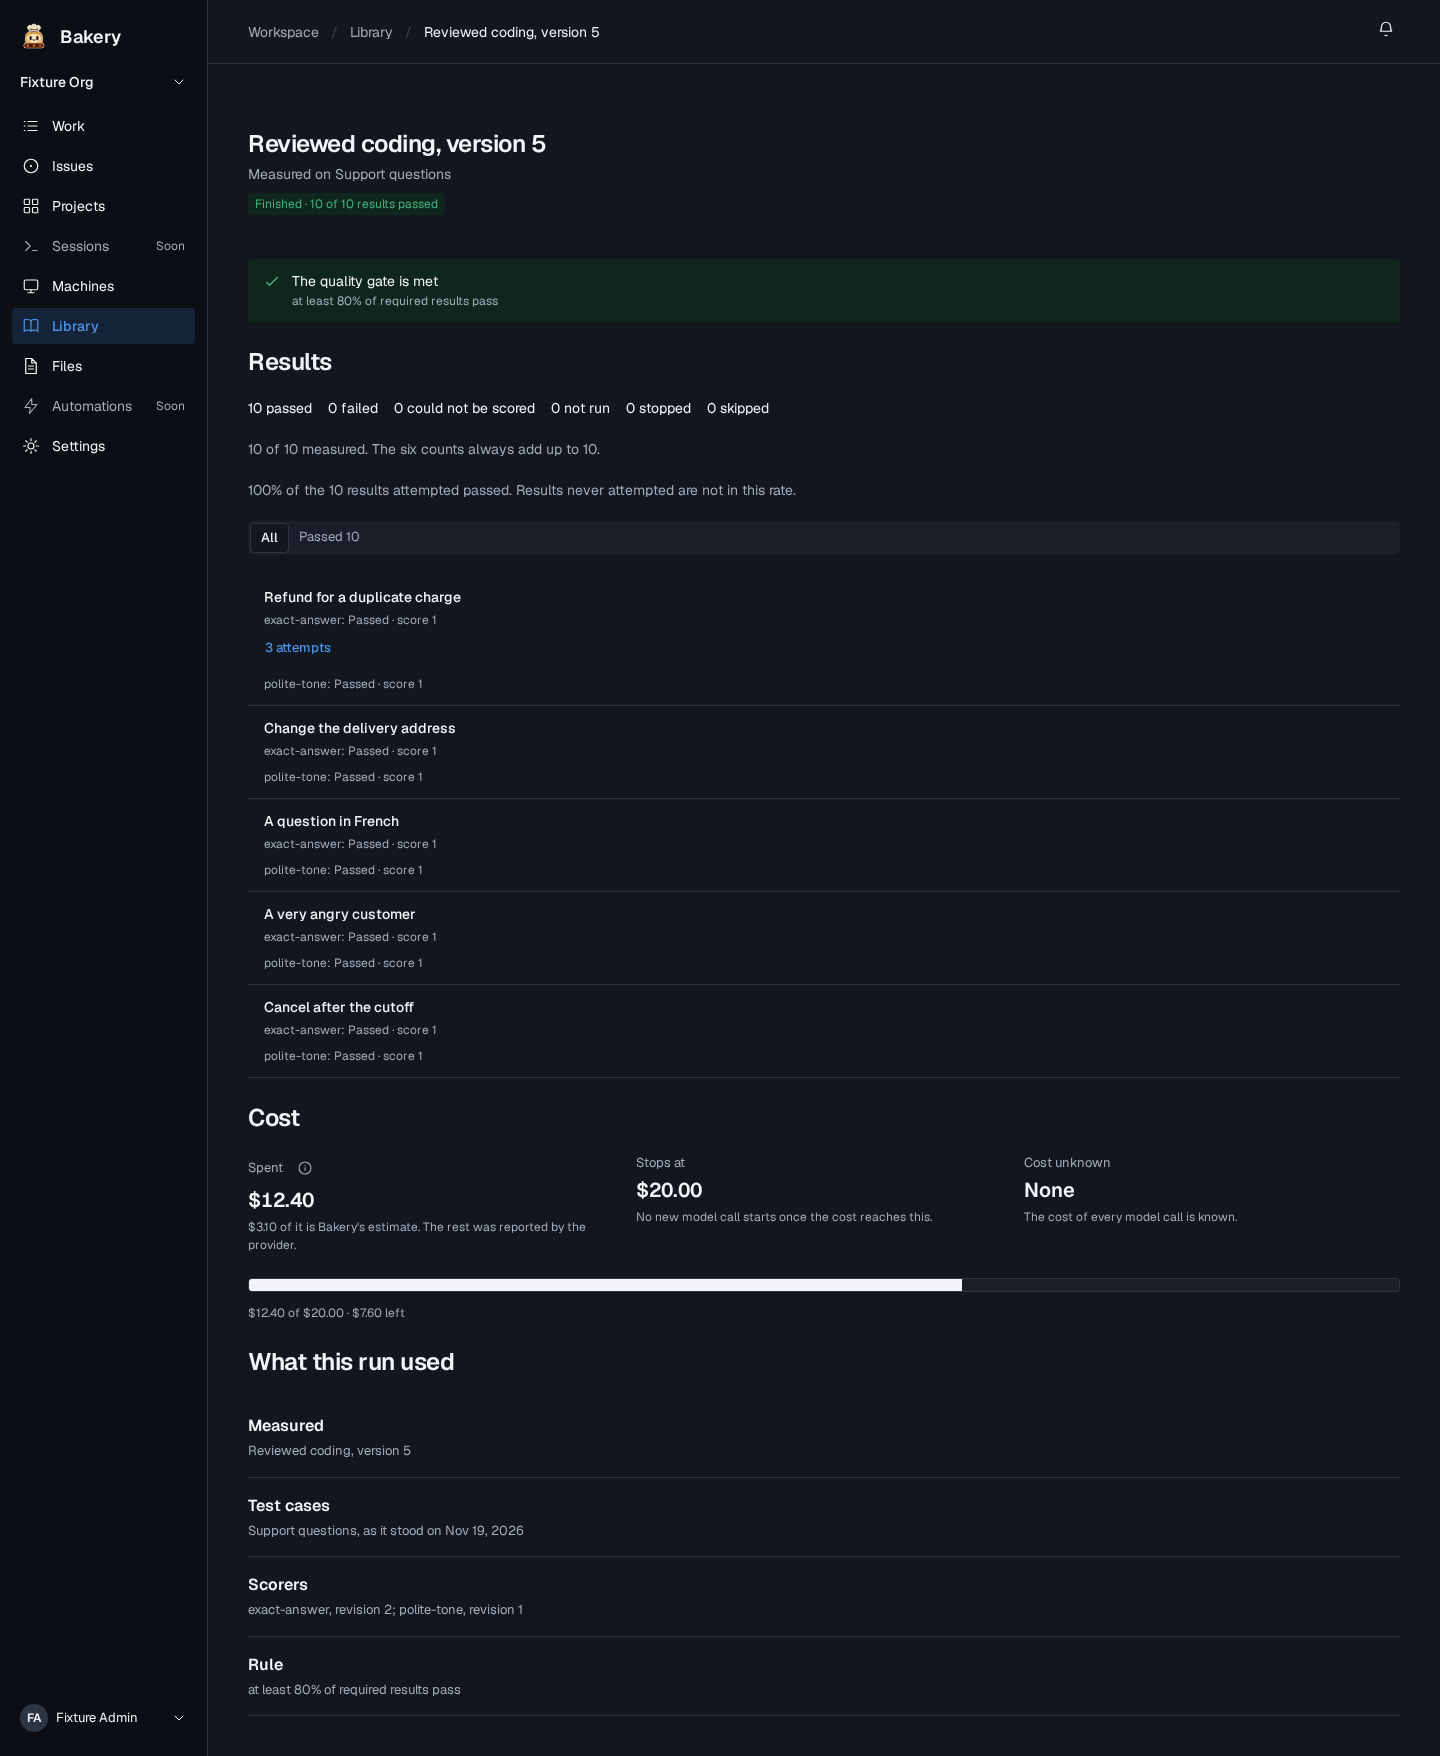 Bakery
Fixture Org
Work
Issues
Projects
Sessions Soon
Machines
Library
Files
Automations Soon
Settings
FA Fixture Admin
Workspace / Library / Reviewed coding, version 5
Reviewed coding, version 5
Measured on Support questions
Finished · 10 of 10 results passed
The quality gate is met
at least 80% of required results pass
Results
10 passed 0 failed 0 could not be scored 0 not run 0 stopped 0 skipped
10 of 10 measured. The six counts always add up to 10.
100% of the 10 results attempted passed. Results never attempted are not in this rate.
All Passed 10
Refund for a duplicate charge
exact-answer: Passed · score 1
3 attempts
polite-tone: Passed · score 1
Change the delivery address
exact-answer: Passed · score 1
polite-tone: Passed · score 1
A question in French
exact-answer: Passed · score 1
polite-tone: Passed · score 1
A very angry customer
exact-answer: Passed · score 1
polite-tone: Passed · score 1
Cancel after the cutoff
exact-answer: Passed · score 1
polite-tone: Passed · score 1
Cost
Spent
$12.40
$3.10 of it is Bakery's estimate. The rest was reported by the
provider.
Stops at
$20.00
No new model call starts once the cost reaches this.
Cost unknown
None
The cost of every model call is known.
$12.40 of $20.00 · $7.60 left
What this run used
Measured
Reviewed coding, version 5
Test cases
Support questions, as it stood on Nov 19, 2026
Scorers
exact-answer, revision 2; polite-tone, revision 1
Rule
at least 80% of required results pass